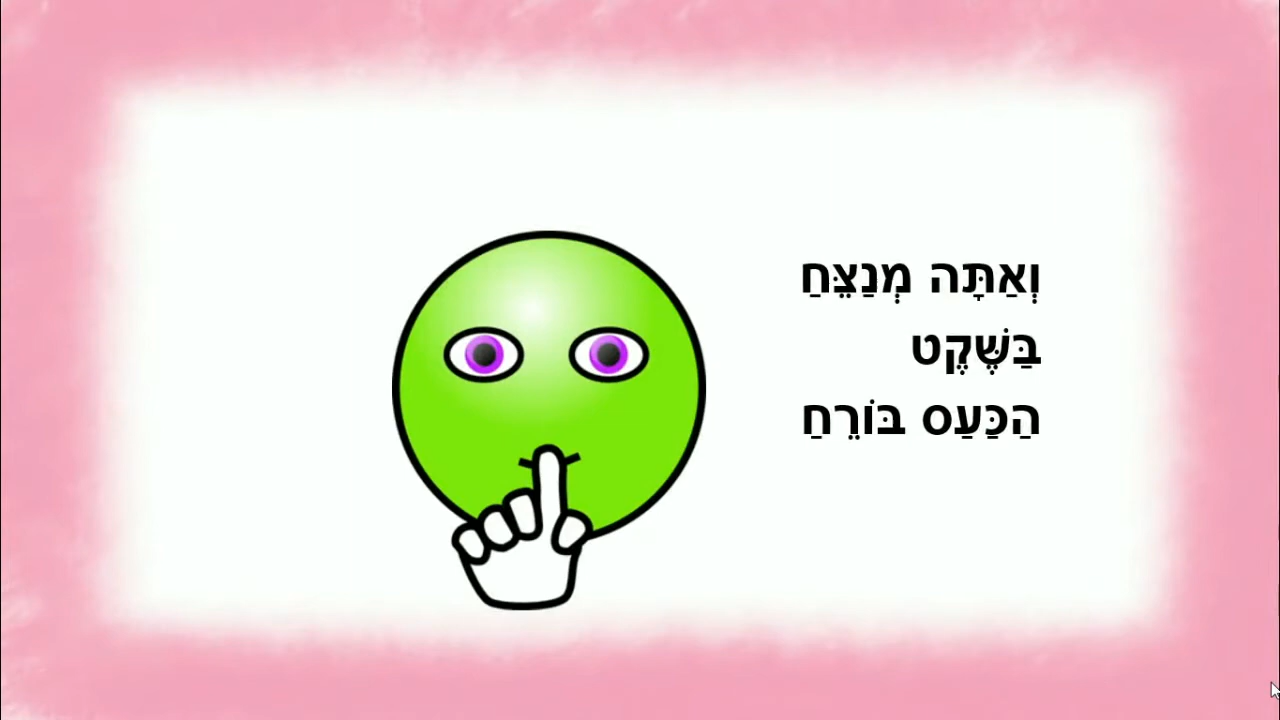 וְאַתָּה מְנַצֵּחַ
בַּשֶּׁקֶט
הַכַּעַס בּוֹרֵחַ